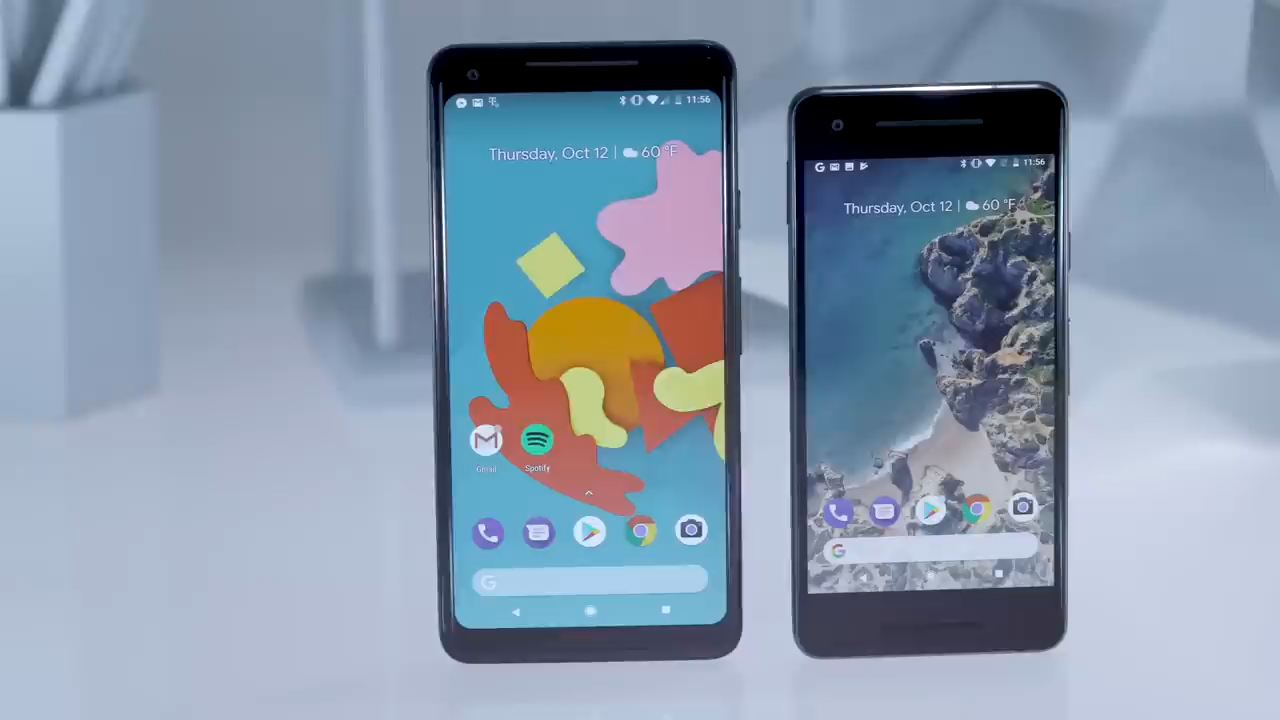 11:56
Thursday, Oct 12 | 60 °F
Gmail
Spotify
11:56
Thursday, Oct 12 | 60 °F